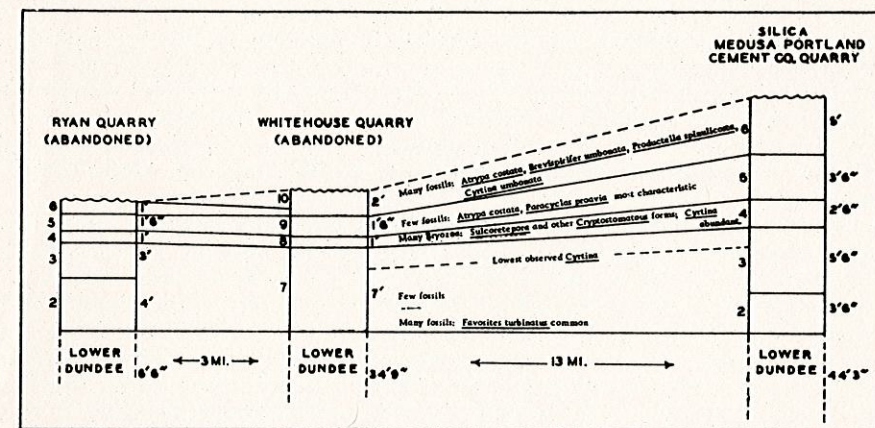 SILICA
MEDUSA PORTLAND
CEMENT CO. QUARRY
RYAN QUARRY
(ABANDONED)
WHITEHOUSE QUARRY
(ABANDONED)
6
1'
5
1'6"
4
1'
3
3'
2
4'
LOWER
DUNDEE
6'6"
3 MI.
10
2'
9
1'6"
8
1'
7
7'
LOWER
DUNDEE
34'9"
Many fossils: Atrypa costata, Brevispirifer umbonata, Productella spinulicosta,
Cyrtina umbonata
Few fossils: Atrypa costata, Paracyclas proavia most characteristic
Many Bryozoa: Sulcoretepora and other Cryptostomatous forms; Cyrtina
abundant
Lowest observed Cyrtina
Few fossils
Many fossils: Favosites turbinatus common
13 MI.
6
5'
5
3'6"
4
2'6"
3
5'6"
2
3'6"
LOWER
DUNDEE
44'3"